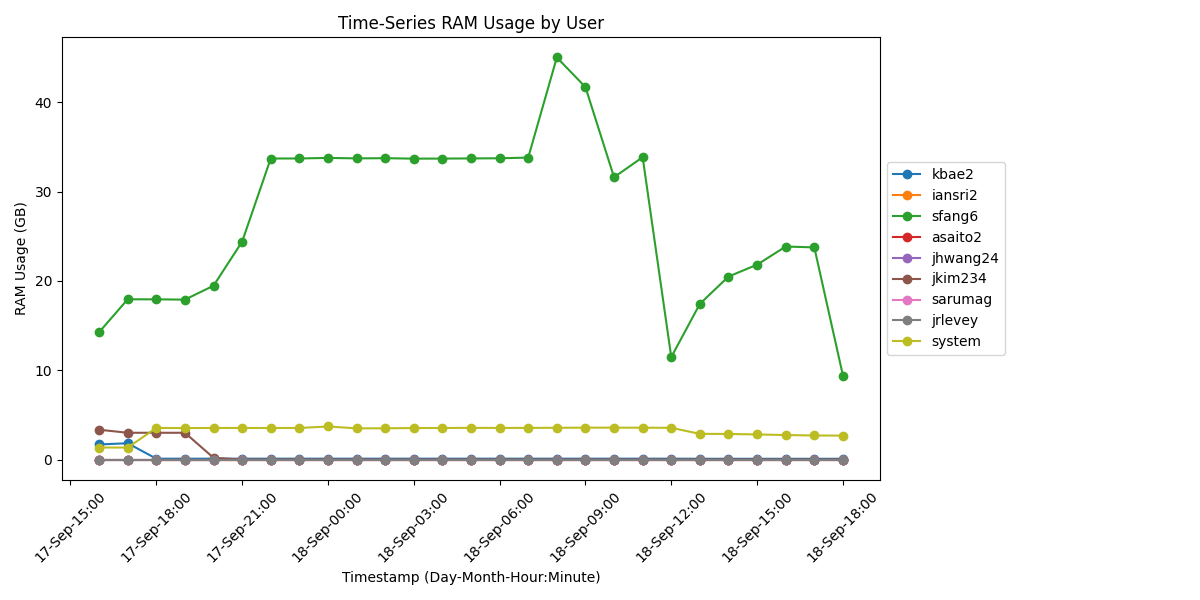 Time-Series RAM Usage by User
RAM Usage (GB)
40
30
20
10
0
17-Sep-15:00
17-Sep-18:00
17-Sep-21:00
18-Sep-00:00
18-Sep-03:00
18-Sep-06:00
18-Sep-09:00
18-Sep-12:00
18-Sep-15:00
18-Sep-18:00
Timestamp (Day-Month-Hour:Minute)
kbae2
iansri2
sfang6
asaito2
jhwang24
jkim234
sarumag
jrlevey
system